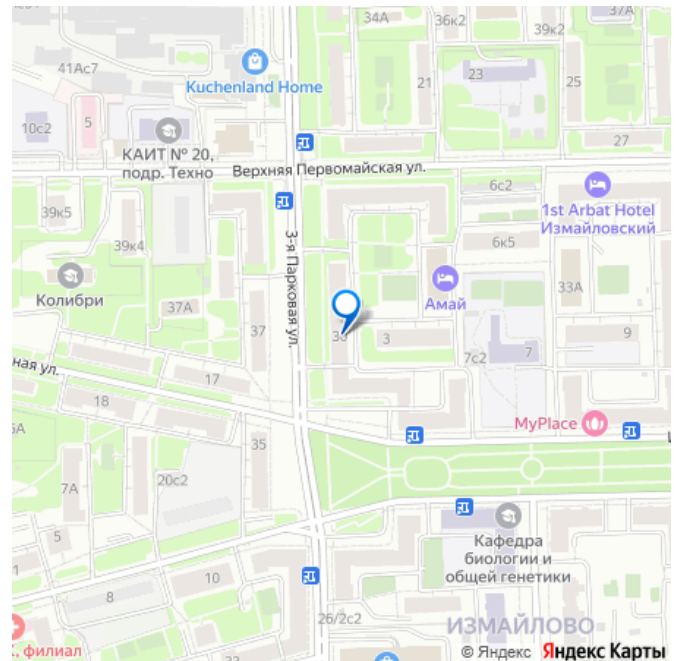 34А
36к2
39к2
41Ас7
Kuchenland Home
21
23
25
10с2
5
27
КАИТ № 20,
подр. Техно
Верхняя Первомайская ул.
6с2
1st Arbat Hotel
Измайловский
39к5
39к4
3-я Парковая ул.
6к5
Колибри
37А
Амай
33А
37
3
9
7с2
7
ная ул.
17
18
MyPlace
35
7А
20с2
5
Кафедра
биологии и
общей генетики
10
8
26/2с2
ИЗМАЙЛОВО
, филиал
33
© Яндекс Яндекс Карты